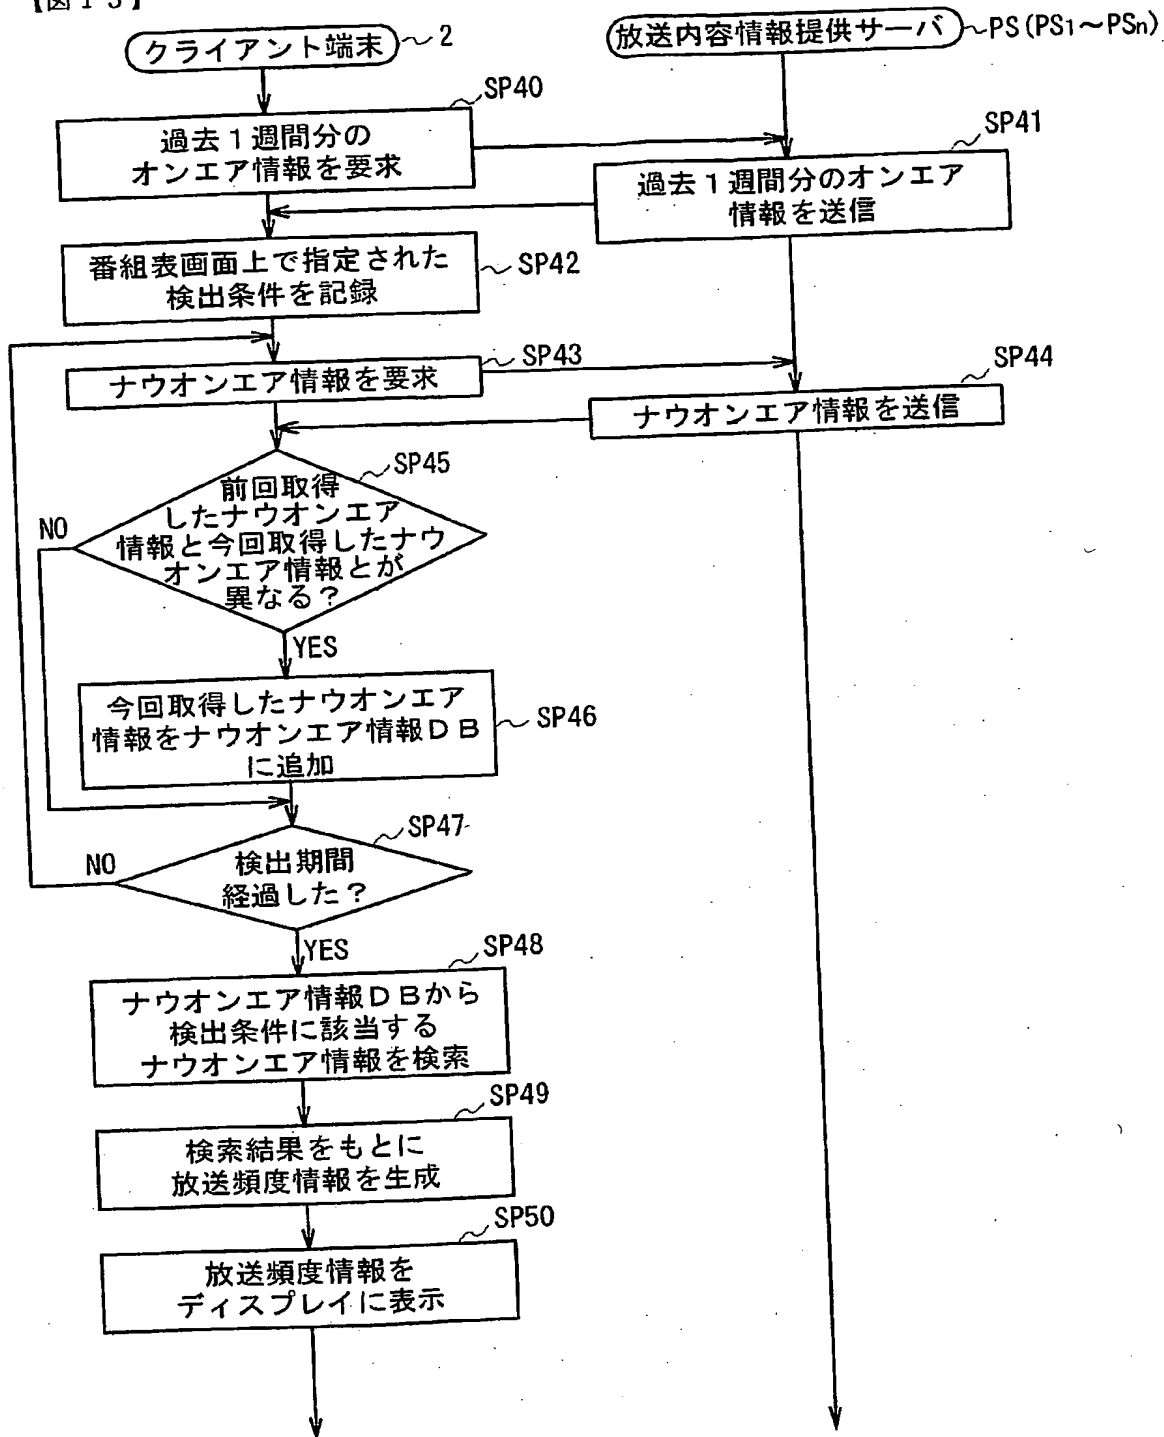 【図13】
クライアント端末
2
放送内容情報提供サーバ
PS(PS1〜PSn)
SP40
過去1週間分の
オンエア情報を要求
SP41
過去1週間分のオンエア
情報を送信
番組表画面上で指定された
検出条件を記録
SP42
SP43
ナウオンエア情報を要求
SP44
ナウオンエア情報を送信
SP45
前回取得
したナウオンエア
情報と今回取得したナウ
オンエア情報とが
異なる?
NO
YES
今回取得したナウオンエア
情報をナウオンエア情報DB
に追加
SP46
SP47
検出期間
経過した?
NO
YES
SP48
ナウオンエア情報DBから
検出条件に該当する
ナウオンエア情報を検索
SP49
検索結果をもとに
放送頻度情報を生成
SP50
放送頻度情報を
ディスプレイに表示